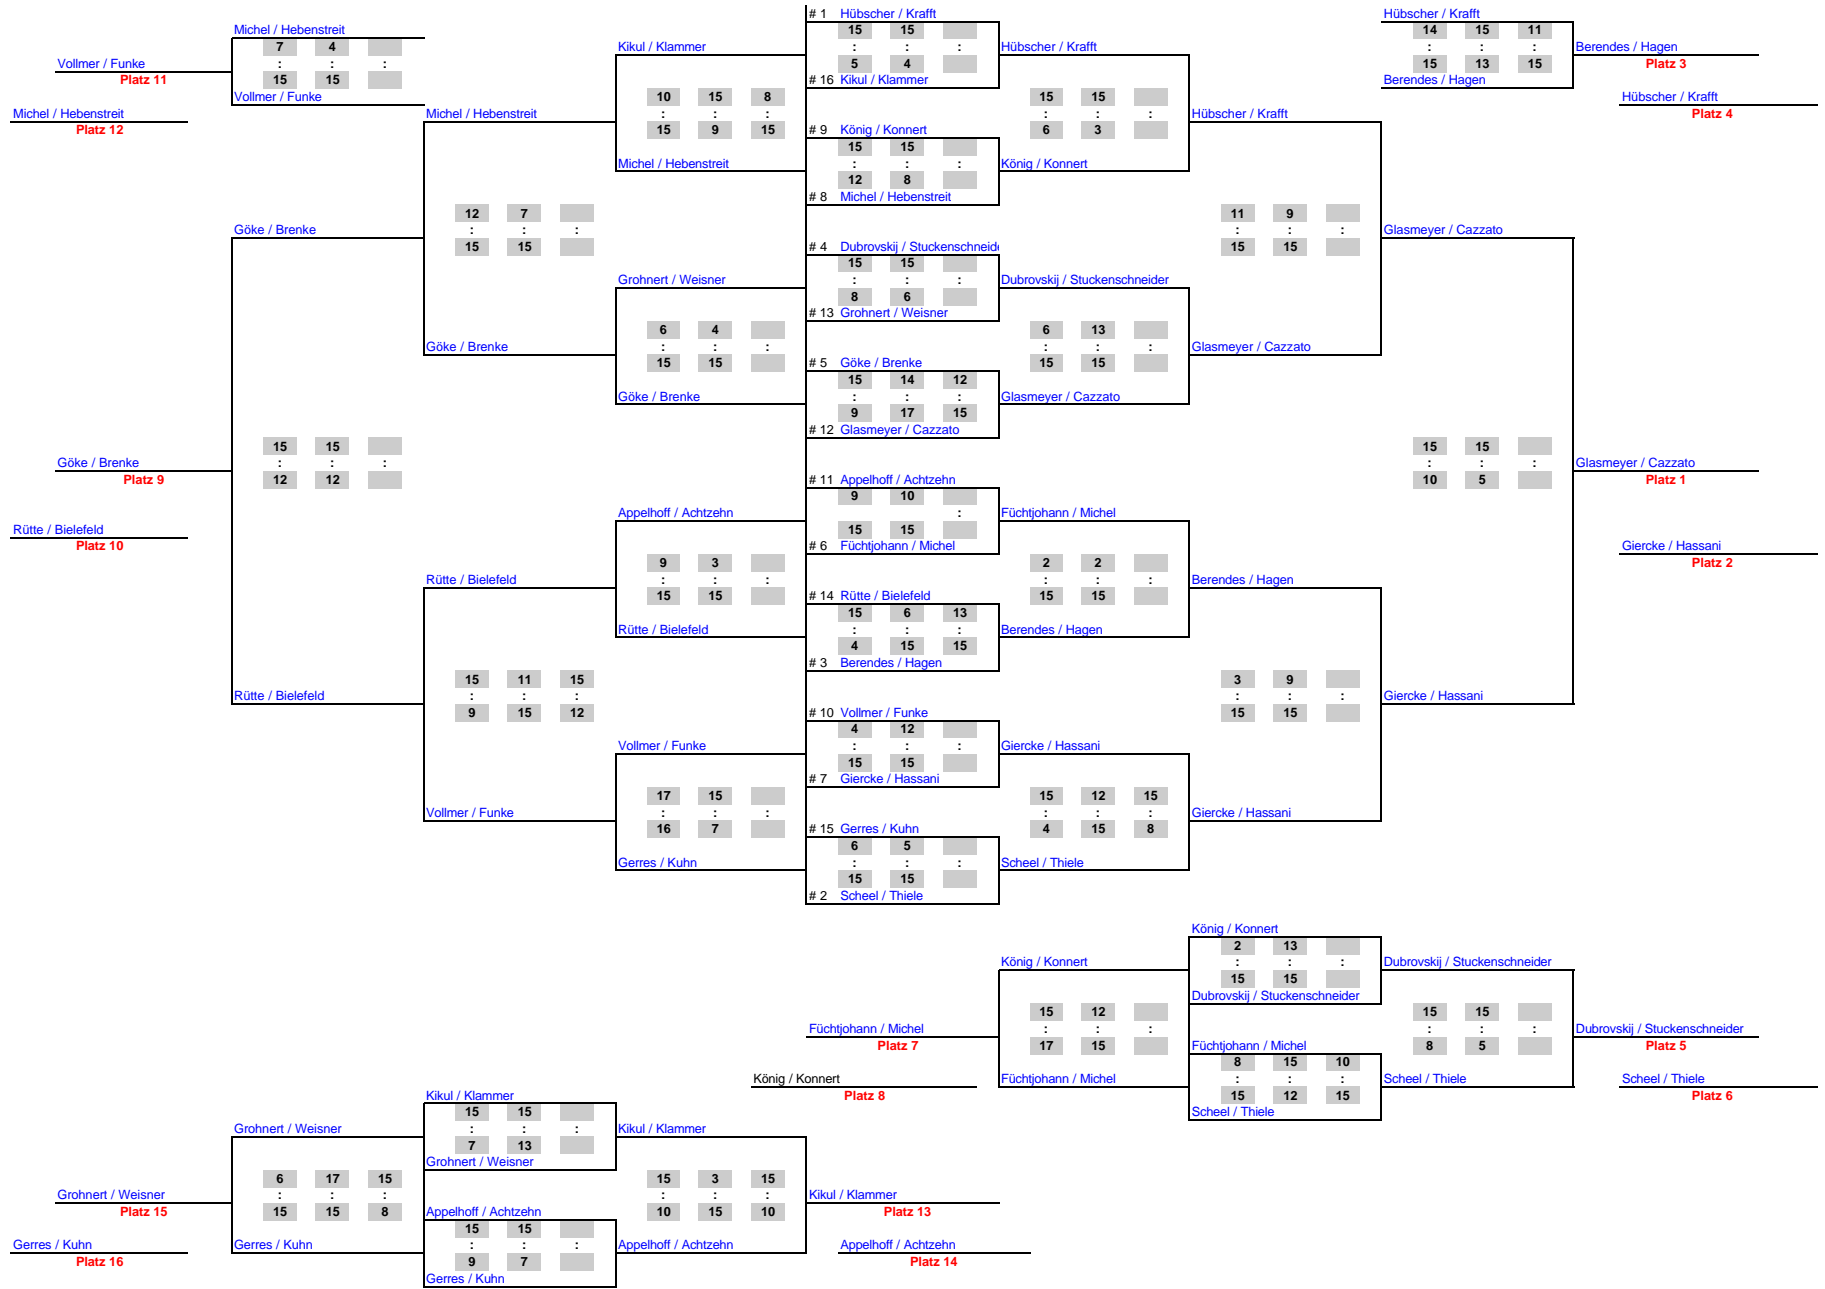 # 1 Hübscher / Krafft
Hübscher / Krafft
Michel / Hebenstreit
15 15
14 15 11
7 4
Kikul / Klammer
: : :
Hübscher / Krafft
: : :
Berendes / Hagen
Vollmer / Funke
: : :
5 4
15 13 15
Platz 3
Platz 11
15 15
# 16 Kikul / Klammer
Berendes / Hagen
Vollmer / Funke
10 15 8
15 15
Hübscher / Krafft
Michel / Hebenstreit
Michel / Hebenstreit
: : :
: : :
Hübscher / Krafft
Platz 4
Platz 12
15 9 15
# 9 König / Konnert
6 3
15 15
Michel / Hebenstreit
: : :
König / Konnert
12 8
# 8 Michel / Hebenstreit
12 7
11 9
Göke / Brenke
: : :
: : :
Glasmeyer / Cazzato
15 15
# 4 Dubrovskij / Stuckenschneide
15 15
15 15
Grohnert / Weisner
: : :
Dubrovskij / Stuckenschneider
8 6
# 13 Grohnert / Weisner
6 4
6 13
Göke / Brenke
: : :
: : :
Glasmeyer / Cazzato
15 15
# 5 Göke / Brenke
15 15
15 14 12
Göke / Brenke
: : :
Glasmeyer / Cazzato
9 17 15
# 12 Glasmeyer / Cazzato
15 15
15 15
Göke / Brenke
: : :
: : :
Glasmeyer / Cazzato
Platz 9
12 12
# 11 Appelhoff / Achtzehn
10 5
Platz 1
9 10
Appelhoff / Achtzehn
:
Füchtjohann / Michel
Rütte / Bielefeld
15 15
Platz 10
# 6 Füchtjohann / Michel
Giercke / Hassani
9 3
2 2
Platz 2
Rütte / Bielefeld
: : :
: : :
Berendes / Hagen
15 15
# 14 Rütte / Bielefeld
15 15
15 6 13
Rütte / Bielefeld
: : :
Berendes / Hagen
4 15 15
# 3 Berendes / Hagen
15 11 15
3 9
Rütte / Bielefeld
: : :
: : :
Giercke / Hassani
9 15 12
# 10 Vollmer / Funke
15 15
4 12
Vollmer / Funke
: : :
Giercke / Hassani
15 15
# 7 Giercke / Hassani
17 15
15 12 15
Vollmer / Funke
: : :
: : :
Giercke / Hassani
16 7
# 15 Gerres / Kuhn
4 15 8
6 5
Gerres / Kuhn
: : :
Scheel / Thiele
15 15
# 2 Scheel / Thiele
König / Konnert
2 13
König / Konnert
: : :
Dubrovskij / Stuckenschneider
15 15
Dubrovskij / Stuckenschneider
15 12
15 15
Füchtjohann / Michel
: : :
: : :
Dubrovskij / Stuckenschneider
Platz 7
17 15
Füchtjohann / Michel
8 5
Platz 5
8 15 10
König / Konnert
Füchtjohann / Michel
: : :
Scheel / Thiele
Scheel / Thiele
Platz 8
15 12 15
Platz 6
Scheel / Thiele
Kikul / Klammer
15 15
Grohnert / Weisner
: : :
Kikul / Klammer
7 13
Grohnert / Weisner
6 17 15
15 3 15
Grohnert / Weisner
: : :
: : :
Kikul / Klammer
Platz 15
15 15 8
Appelhoff / Achtzehn
10 15 10
Platz 13
15 15
Gerres / Kuhn
Gerres / Kuhn
: : :
Appelhoff / Achtzehn
Appelhoff / Achtzehn
Platz 16
9 7
Platz 14
Gerres / Kuhn